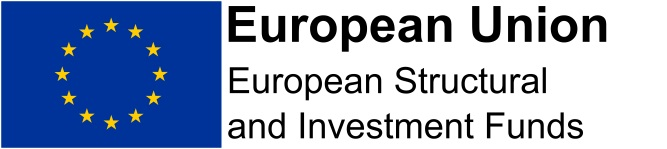 European Union
European Structural
and Investment Funds